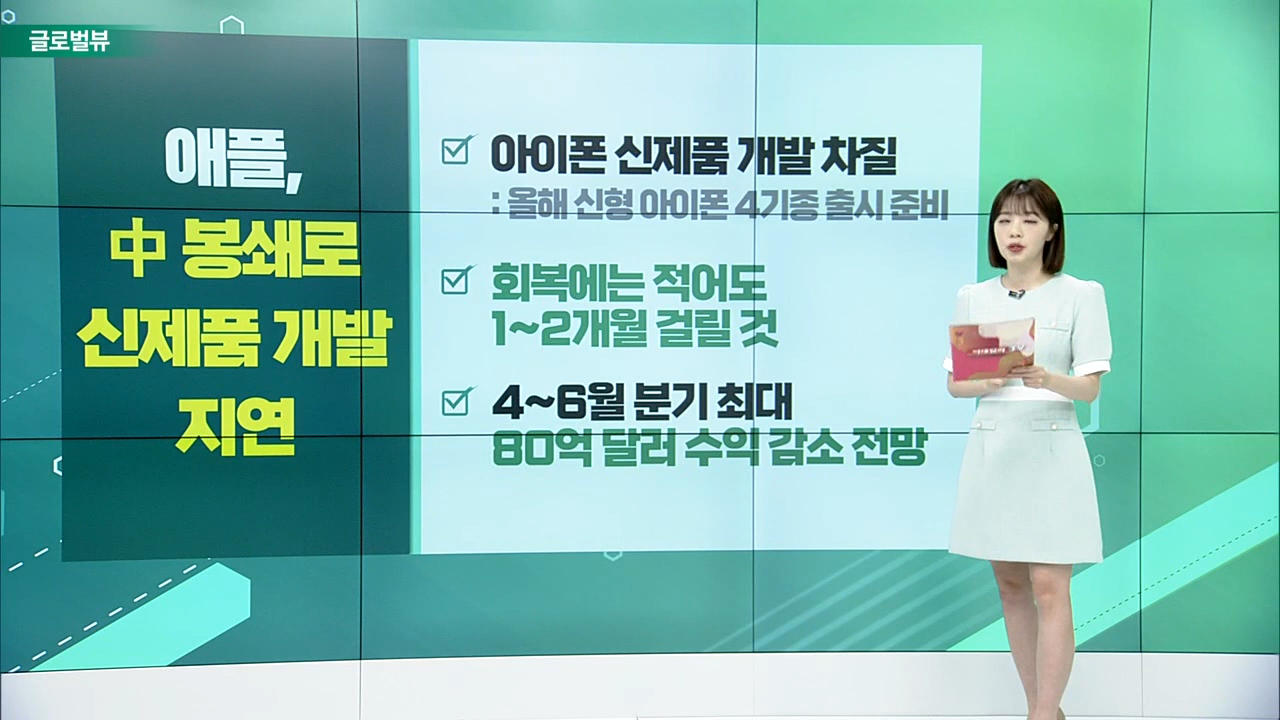 글로벌뷰
애플,
中 봉쇄로
신제품 개발
지연
아이폰 신제품 개발 차질
: 올해 신형 아이폰 4기종 출시 준비
회복에는 적어도
1~2개월 걸릴 것
4~6월 분기 최대
80억 달러 수익 감소 전망